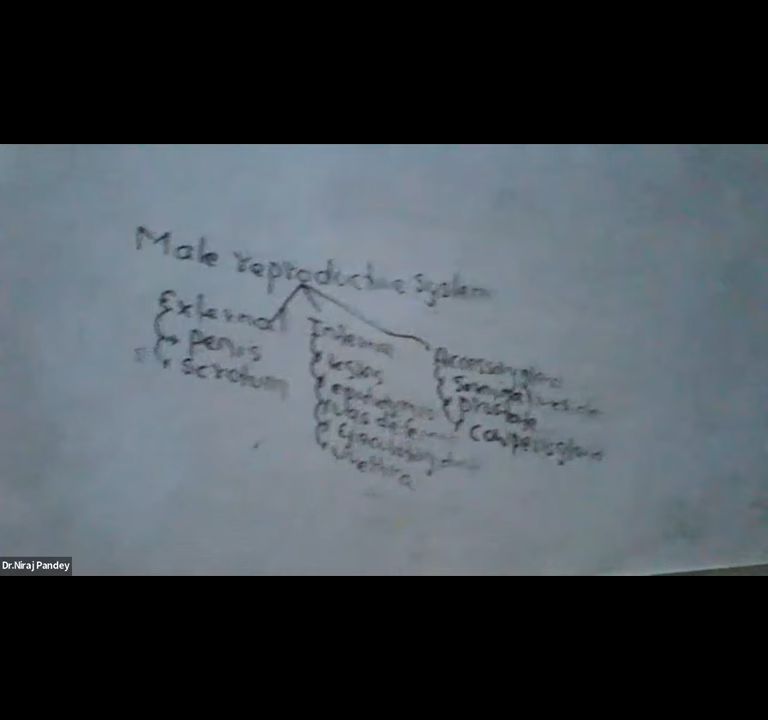 Male reproductive system
External
Penis
Scrotum
Internal
testes
epididymis
Vas deferens
Ejaculatory duct
Urethra
Accessory gland
Seminal vesicle
prostate
Cowper's gland
Dr.Niraj Pandey